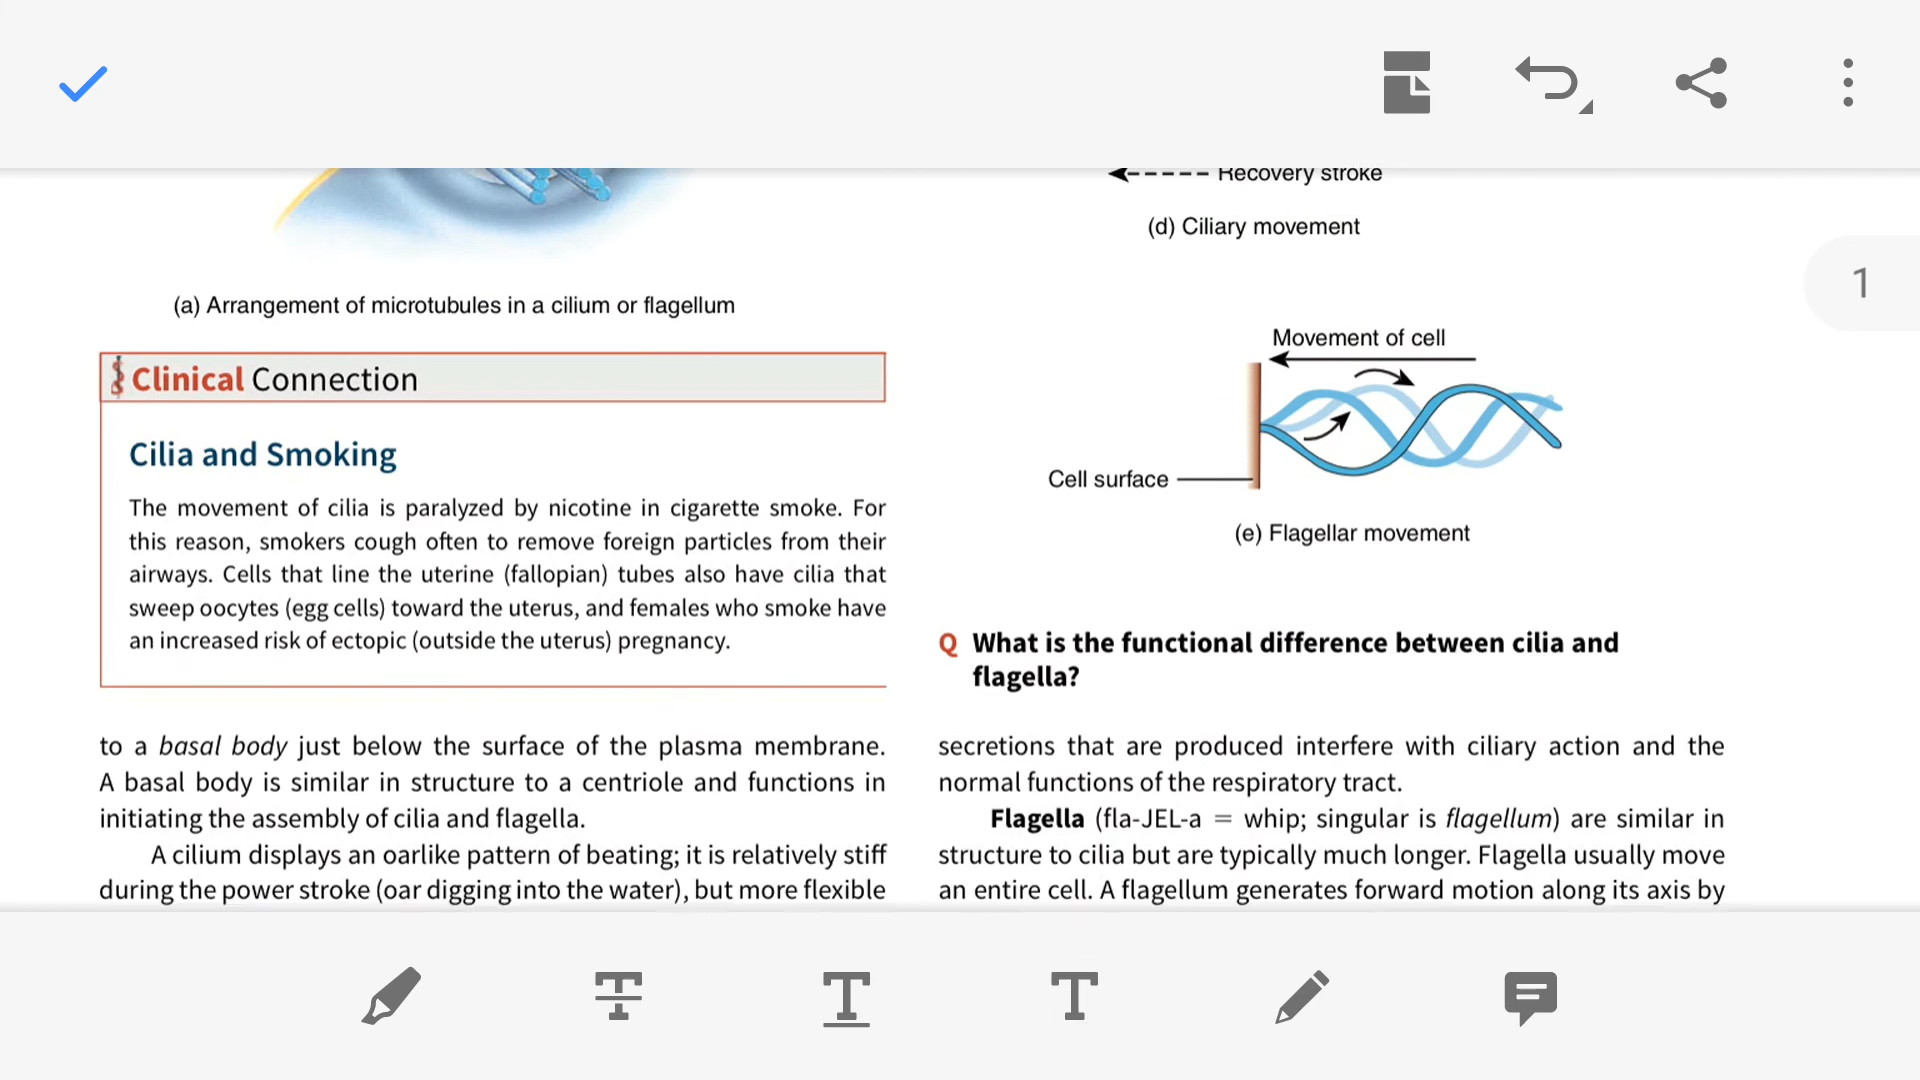 Recovery stroke
(d) Ciliary movement
1
(a) Arrangement of microtubules in a cilium or flagellum
Movement of cell
Cell surface
(e) Flagellar movement
Clinical Connection
Cilia and Smoking
The movement of cilia is paralyzed by nicotine in cigarette smoke. For
this reason, smokers cough often to remove foreign particles from their
airways. Cells that line the uterine (fallopian) tubes also have cilia that
sweep oocytes (egg cells) toward the uterus, and females who smoke have
an increased risk of ectopic (outside the uterus) pregnancy.
Q What is the functional difference between cilia and
flagella?
to a basal body just below the surface of the plasma membrane.
A basal body is similar in structure to a centriole and functions in
initiating the assembly of cilia and flagella.
A cilium displays an oarlike pattern of beating; it is relatively stiff
during the power stroke (oar digging into the water), but more flexible
secretions that are produced interfere with ciliary action and the
normal functions of the respiratory tract.
Flagella (fla-JEL-a = whip; singular is flagellum) are similar in
structure to cilia but are typically much longer. Flagella usually move
an entire cell. A flagellum generates forward motion along its axis by